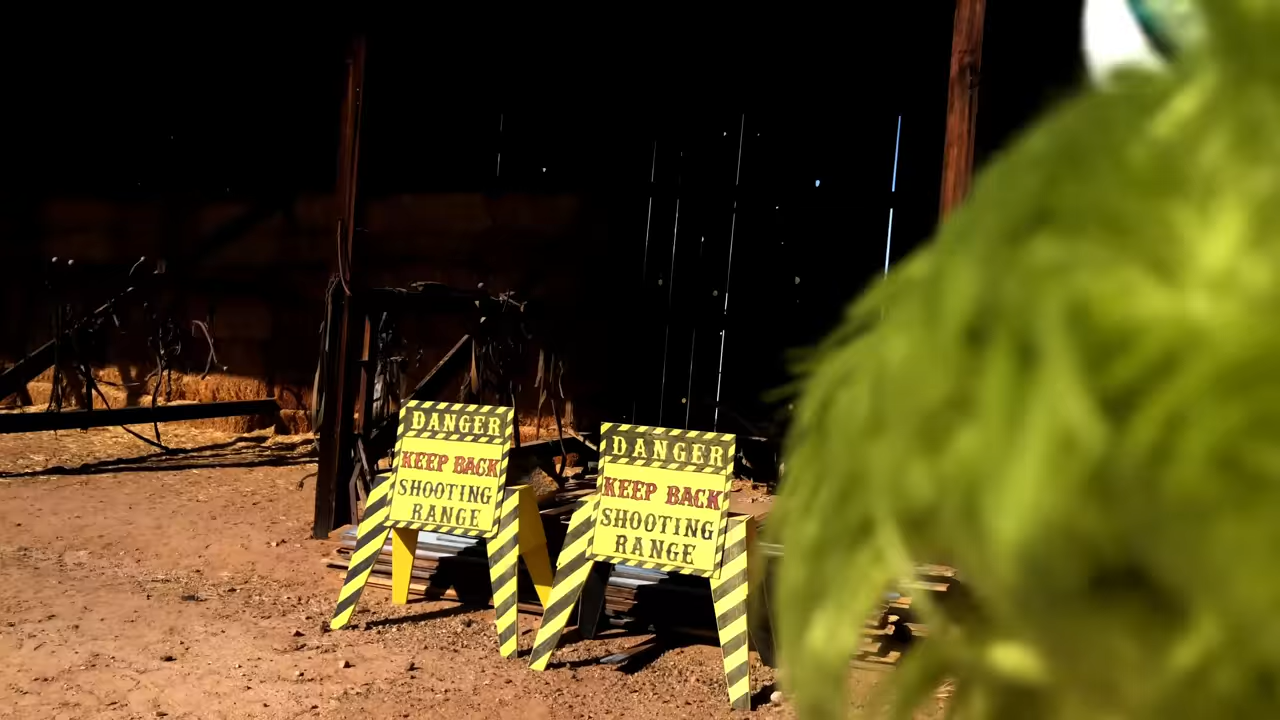 DANGER
KEEP BACK
SHOOTING
RANGE
DANGER
KEEP BACK
SHOOTING
RANGE